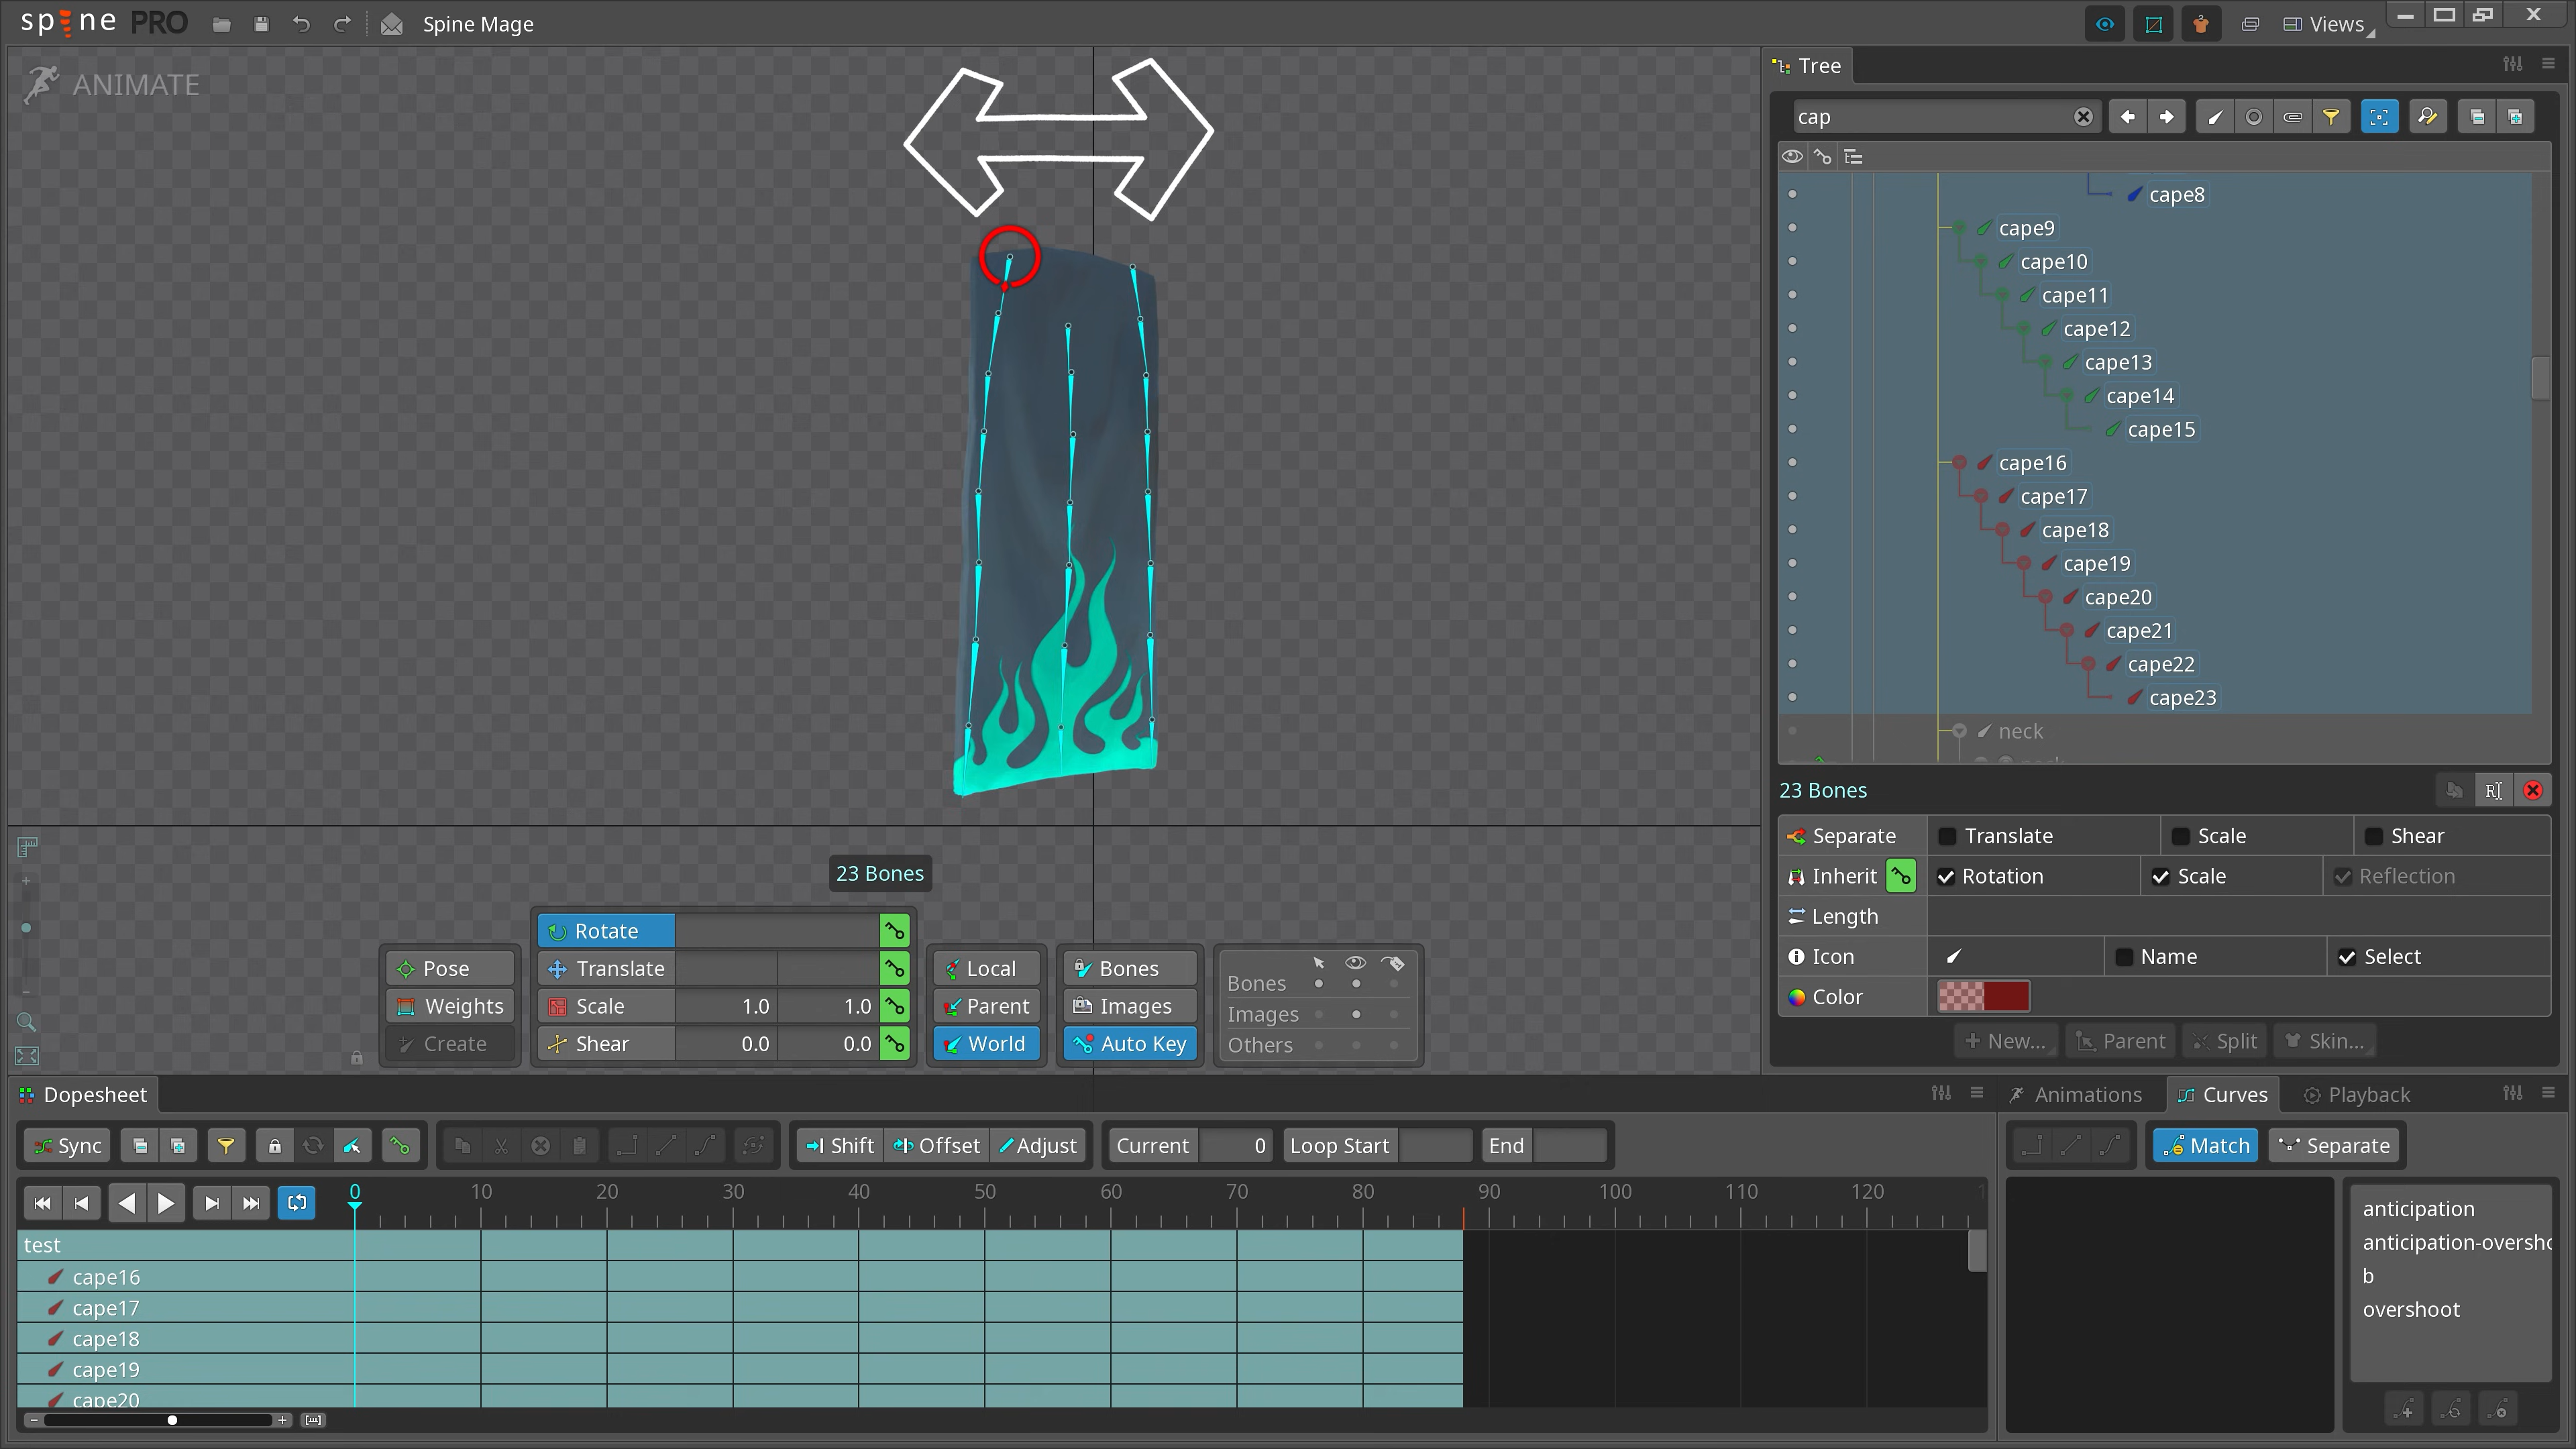 spine PRO Spine Mage Views
ANIMATE
Tree
cap
cape8
cape9
cape10
cape11
cape12
cape13
cape14
cape15
cape16
cape17
cape18
cape19
cape20
cape21
cape22
cape23
neck
23 Bones
Separate Translate Scale Shear
Inherit Rotation Scale Reflection
Length
Icon Name Select
Color
+ New... Parent Split Skin...
23 Bones
Rotate
Pose Translate Local Bones
Weights Scale 1.0 1.0 Parent Images
Create Shear 0.0 0.0 World Auto Key
Bones
Images
Others
Dopesheet
Sync Shift Offset Adjust Current 0 Loop Start End
0 10 20 30 40 50 60 70 80 90 100 110 120
test
cape16
cape17
cape18
cape19
cape20
Animations Curves Playback
Match Separate
anticipation
anticipation-oversho
b
overshoot